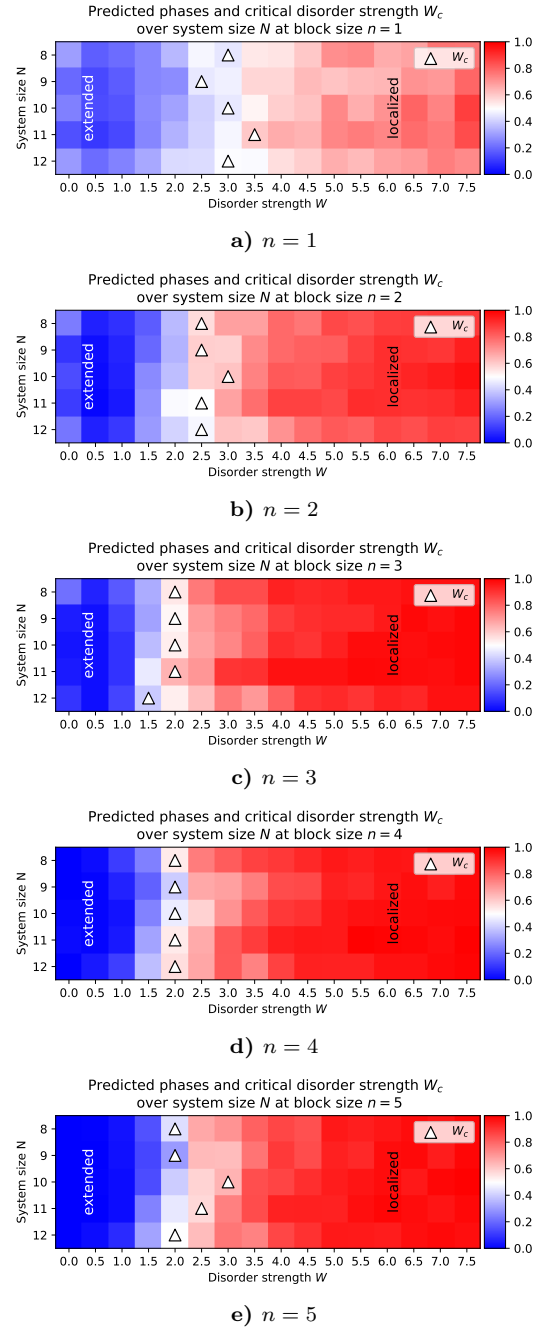 Predicted phases and critical disorder strength W_c
over system size N at block size n = 1
System size N
8
9
10
11
12
extended
localized
W_c
1.0
0.8
0.6
0.4
0.2
0.0
0.0 0.5 1.0 1.5 2.0 2.5 3.0 3.5 4.0 4.5 5.0 5.5 6.0 6.5 7.0 7.5
Disorder strength W
a) n = 1
Predicted phases and critical disorder strength W_c
over system size N at block size n = 2
System size N
8
9
10
11
12
extended
localized
W_c
1.0
0.8
0.6
0.4
0.2
0.0
0.0 0.5 1.0 1.5 2.0 2.5 3.0 3.5 4.0 4.5 5.0 5.5 6.0 6.5 7.0 7.5
Disorder strength W
b) n = 2
Predicted phases and critical disorder strength W_c
over system size N at block size n = 3
System size N
8
9
10
11
12
extended
localized
W_c
1.0
0.8
0.6
0.4
0.2
0.0
0.0 0.5 1.0 1.5 2.0 2.5 3.0 3.5 4.0 4.5 5.0 5.5 6.0 6.5 7.0 7.5
Disorder strength W
c) n = 3
Predicted phases and critical disorder strength W_c
over system size N at block size n = 4
System size N
8
9
10
11
12
extended
localized
W_c
1.0
0.8
0.6
0.4
0.2
0.0
0.0 0.5 1.0 1.5 2.0 2.5 3.0 3.5 4.0 4.5 5.0 5.5 6.0 6.5 7.0 7.5
Disorder strength W
d) n = 4
Predicted phases and critical disorder strength W_c
over system size N at block size n = 5
System size N
8
9
10
11
12
extended
localized
W_c
1.0
0.8
0.6
0.4
0.2
0.0
0.0 0.5 1.0 1.5 2.0 2.5 3.0 3.5 4.0 4.5 5.0 5.5 6.0 6.5 7.0 7.5
Disorder strength W
e) n = 5